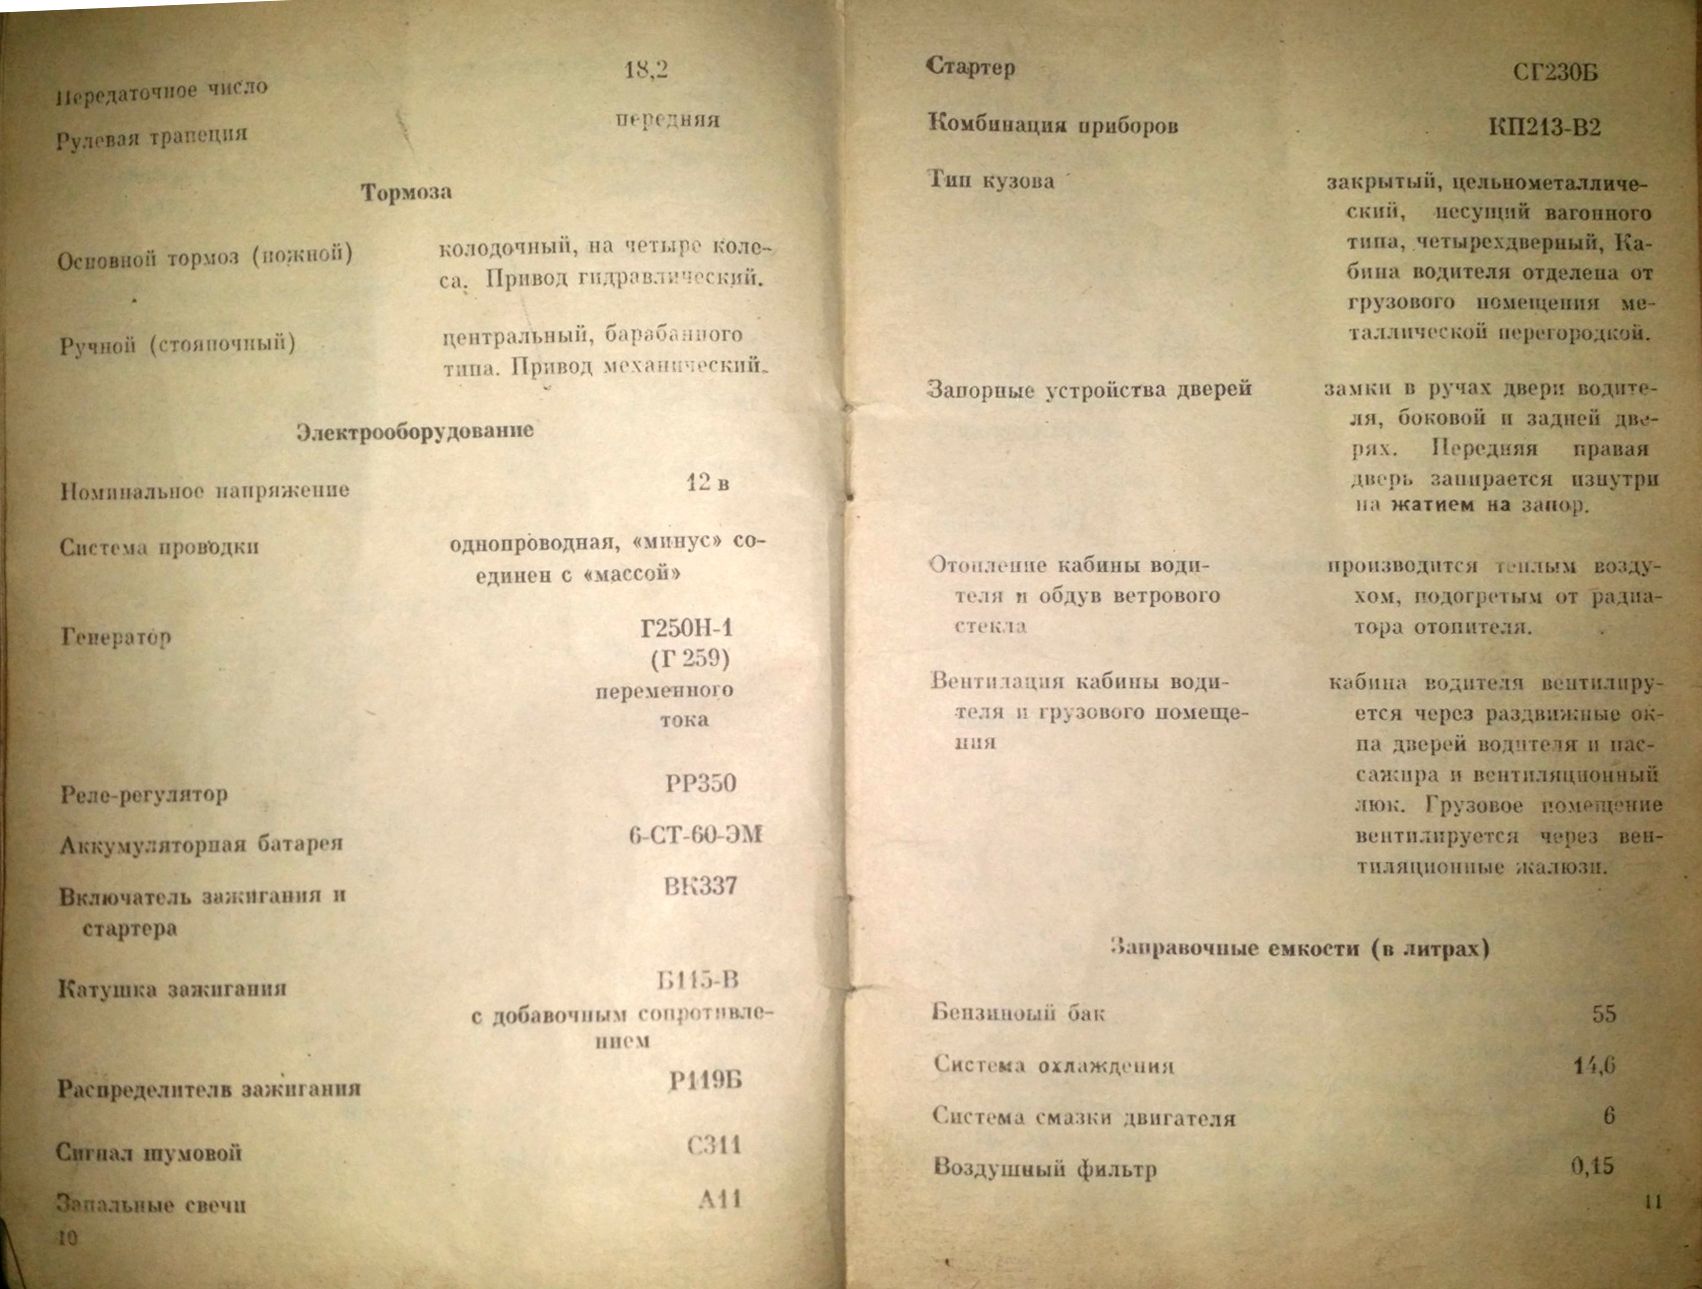 Передаточное число 18,2
Рулевая трапеция передняя
Тормоза
Основной тормоз (ножной) колодочный, на четыре коле-
са. Привод гидравлический.
Ручной (стояночный) центральный, барабанного
типа. Привод механический.
Электрооборудование
Номинальное напряжение 12 в
Система проводки однопроводная, «минус» со-
единен с «массой»
Генератор Г250Н-1
(Г 259)
переменного
тока
Реле-регулятор РР350
Аккумуляторная батарея 6-СТ-60-ЭМ
Включатель зажигания и ВК337
стартера
Катушка зажигания Б115-В
с добавочным сопротивле-
нием
Распределителв зажигания Р119Б
Сигнал шумовой С311
Запальные свечи А11
10
Стартер СГ230Б
Комбинация приборов КП213-В2
Тип кузова закрытый, цельнометалличе-
ский, несущий вагонного
типа, четырехдверный, Ка-
бина водителя отделена от
грузового помещения ме-
таллической перегородкой.
Запорные устройства дверей замки в ручах двери водите-
ля, боковой и задней две-
рях. Передняя правая
дверь запирается изнутри
на жатием на запор.
Отопление кабины води- производится теплым возду-
теля и обдув ветрового хом, подогретым от радиа-
стекла тора отопителя.
Вентилация кабины води- кабина водителя вентилиру-
теля и грузового помеще- ется через раздвижные ок-
ния на дверей водителя и пас-
сажира и вентиляционный
люк. Грузовое помещение
вентилируется через вен-
тиляционные жалюзи.
Заправочные емкости (в литрах)
Бензиноый бак 55
Система охлаждения 14,6
Система смазки двигателя 6
Воздушный фильтр 0,15
11